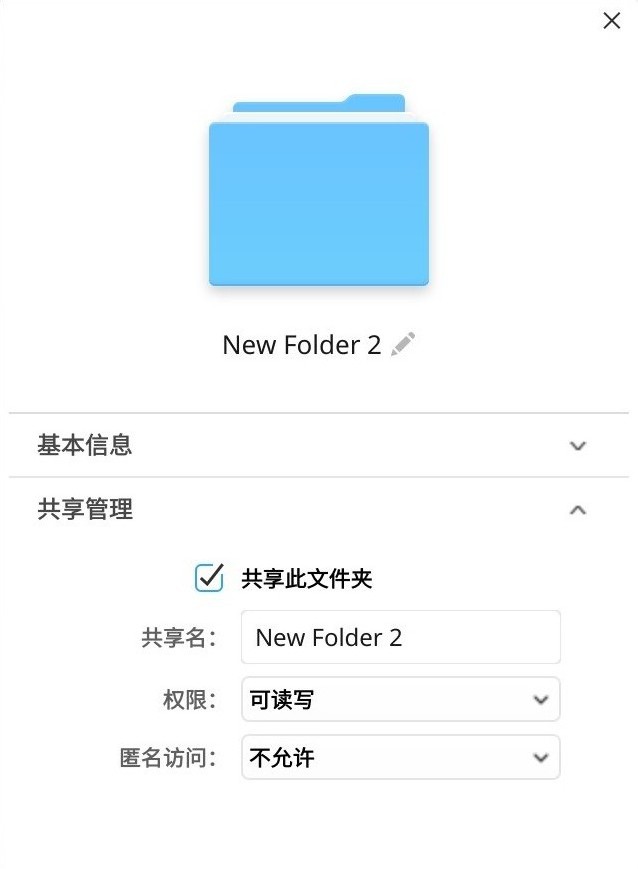 New Folder 2
基本信息
共享管理
共享此文件夹
共享名： New Folder 2
权限： 可读写
匿名访问： 不允许